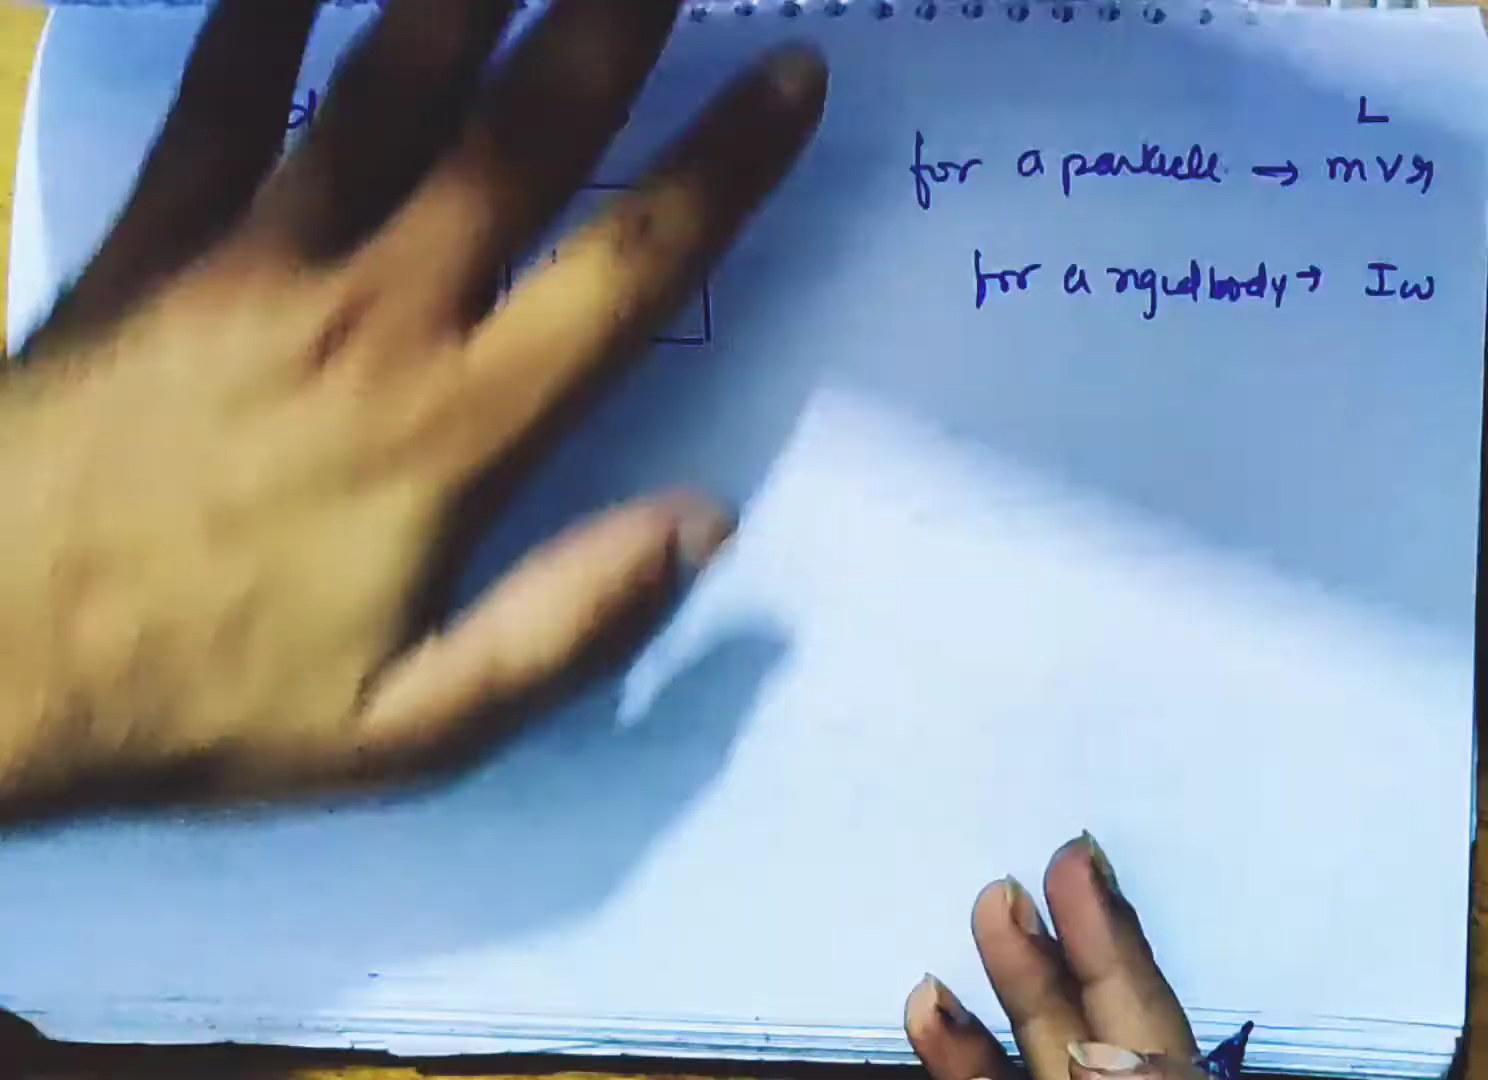 L
for a particle → mvr
for a rigid body → Iω